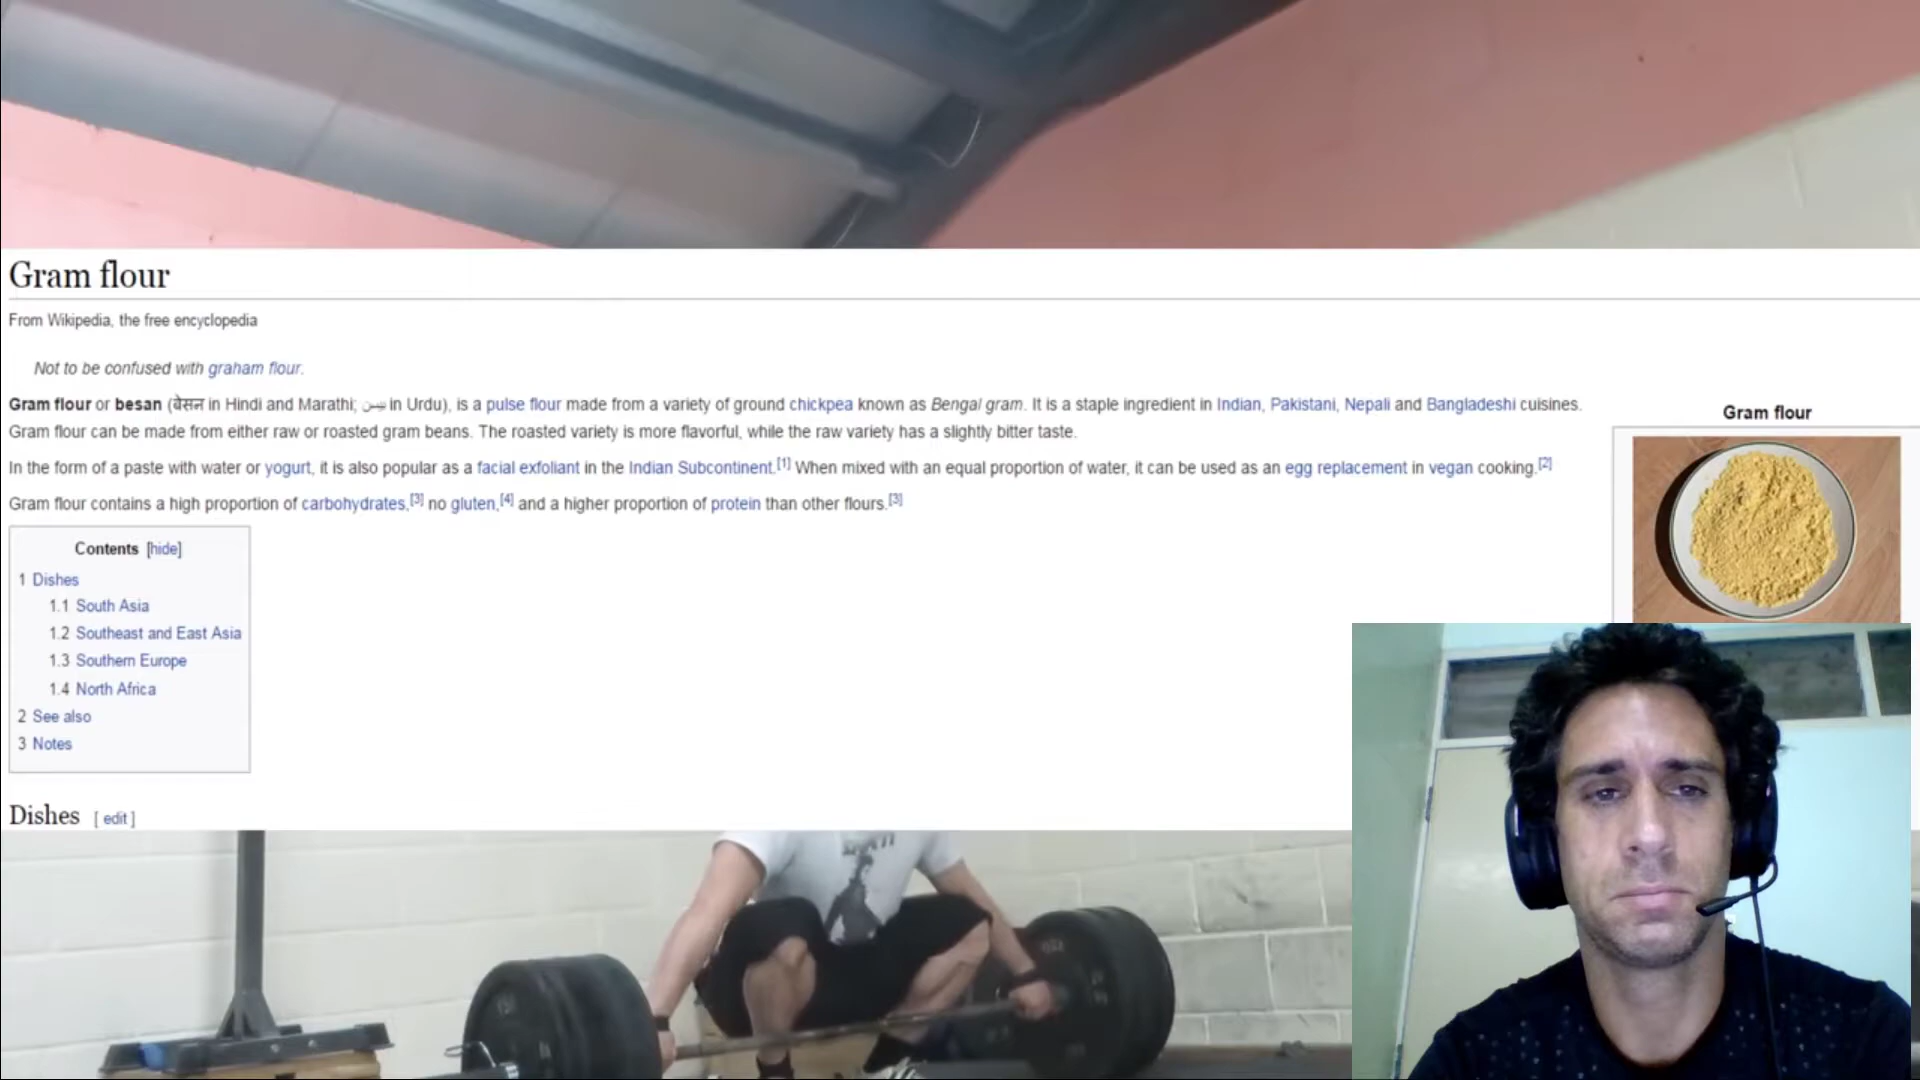 Gram flour
From Wikipedia, the free encyclopedia
Not to be confused with graham flour.
Gram flour or besan (बेसन in Hindi and Marathi; in Urdu), is a pulse flour made from a variety of ground chickpea known as Bengal gram. It is a staple ingredient in Indian, Pakistani, Nepali and Bangladeshi cuisines.
Gram flour can be made from either raw or roasted gram beans. The roasted variety is more flavorful, while the raw variety has a slightly bitter taste.
In the form of a paste with water or yogurt, it is also popular as a facial exfoliant in the Indian Subcontinent.[1] When mixed with an equal proportion of water, it can be used as an egg replacement in vegan cooking.[2]
Gram flour contains a high proportion of carbohydrates,[3] no gluten,[4] and a higher proportion of protein than other flours.[3]
Gram flour
Contents [hide]
1 Dishes
1.1 South Asia
1.2 Southeast and East Asia
1.3 Southern Europe
1.4 North Africa
2 See also
3 Notes
Dishes [ edit ]